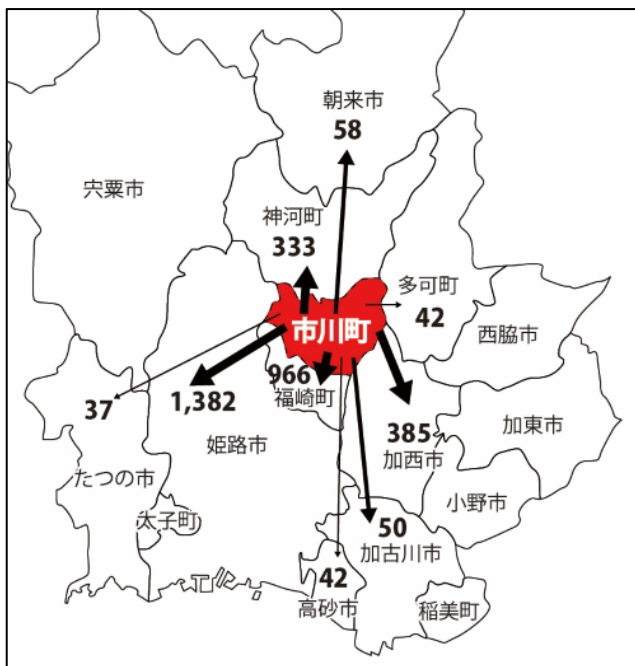 朝来市
58
宍粟市
神河町
333
多可町
42
市川町
西脇市
966
福崎町
1,382
37
385
加西市
加東市
姫路市
たつの市
小野市
太子町
50
加古川市
42
高砂市
稲美町